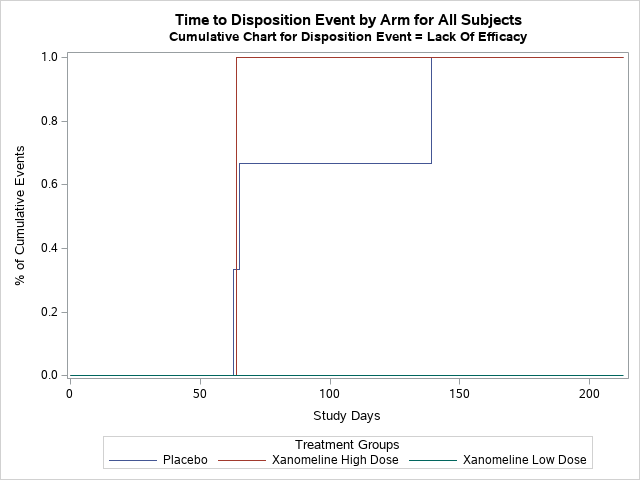 Time to Disposition Event by Arm for All Subjects
Cumulative Chart for Disposition Event = Lack Of Efficacy
% of Cumulative Events
1.0
0.8
0.6
0.4
0.2
0.0
0 50 100 150 200
Study Days
Treatment Groups
Placebo Xanomeline High Dose Xanomeline Low Dose